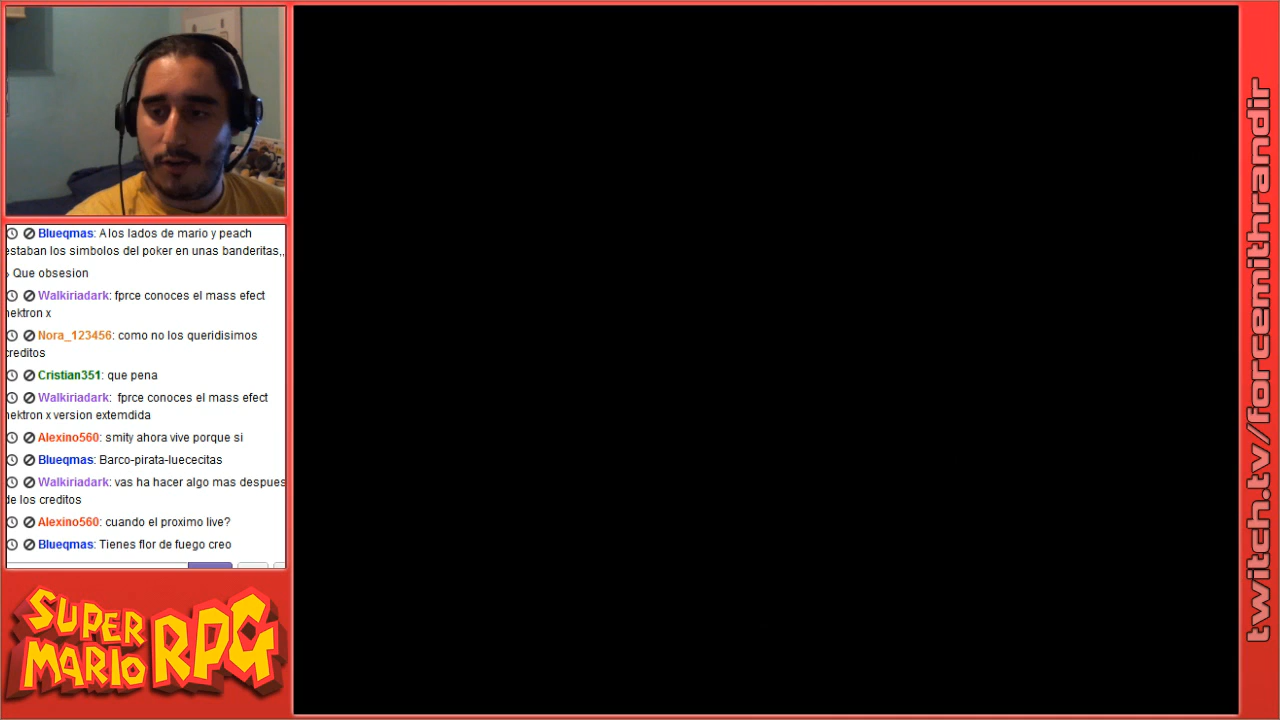 Blueqmas: A los lados de mario y peach
estaban los simbolos del poker en unas banderitas,,
Que obsesion
Walkiriadark: fprce conoces el mass efect
nektron x
Nora_123456: como no los queridisimos
creditos
Cristian351: que pena
Walkiriadark: fprce conoces el mass efect
nektron x version extemdida
Alexino560: smity ahora vive porque si
Blueqmas: Barco-pirata-luececitas
Walkiriadark: vas ha hacer algo mas despues
de los creditos
Alexino560: cuando el proximo live?
Blueqmas: Tienes flor de fuego creo
SUPER
MARIO RPG
twitch.tv/forcemithrandir